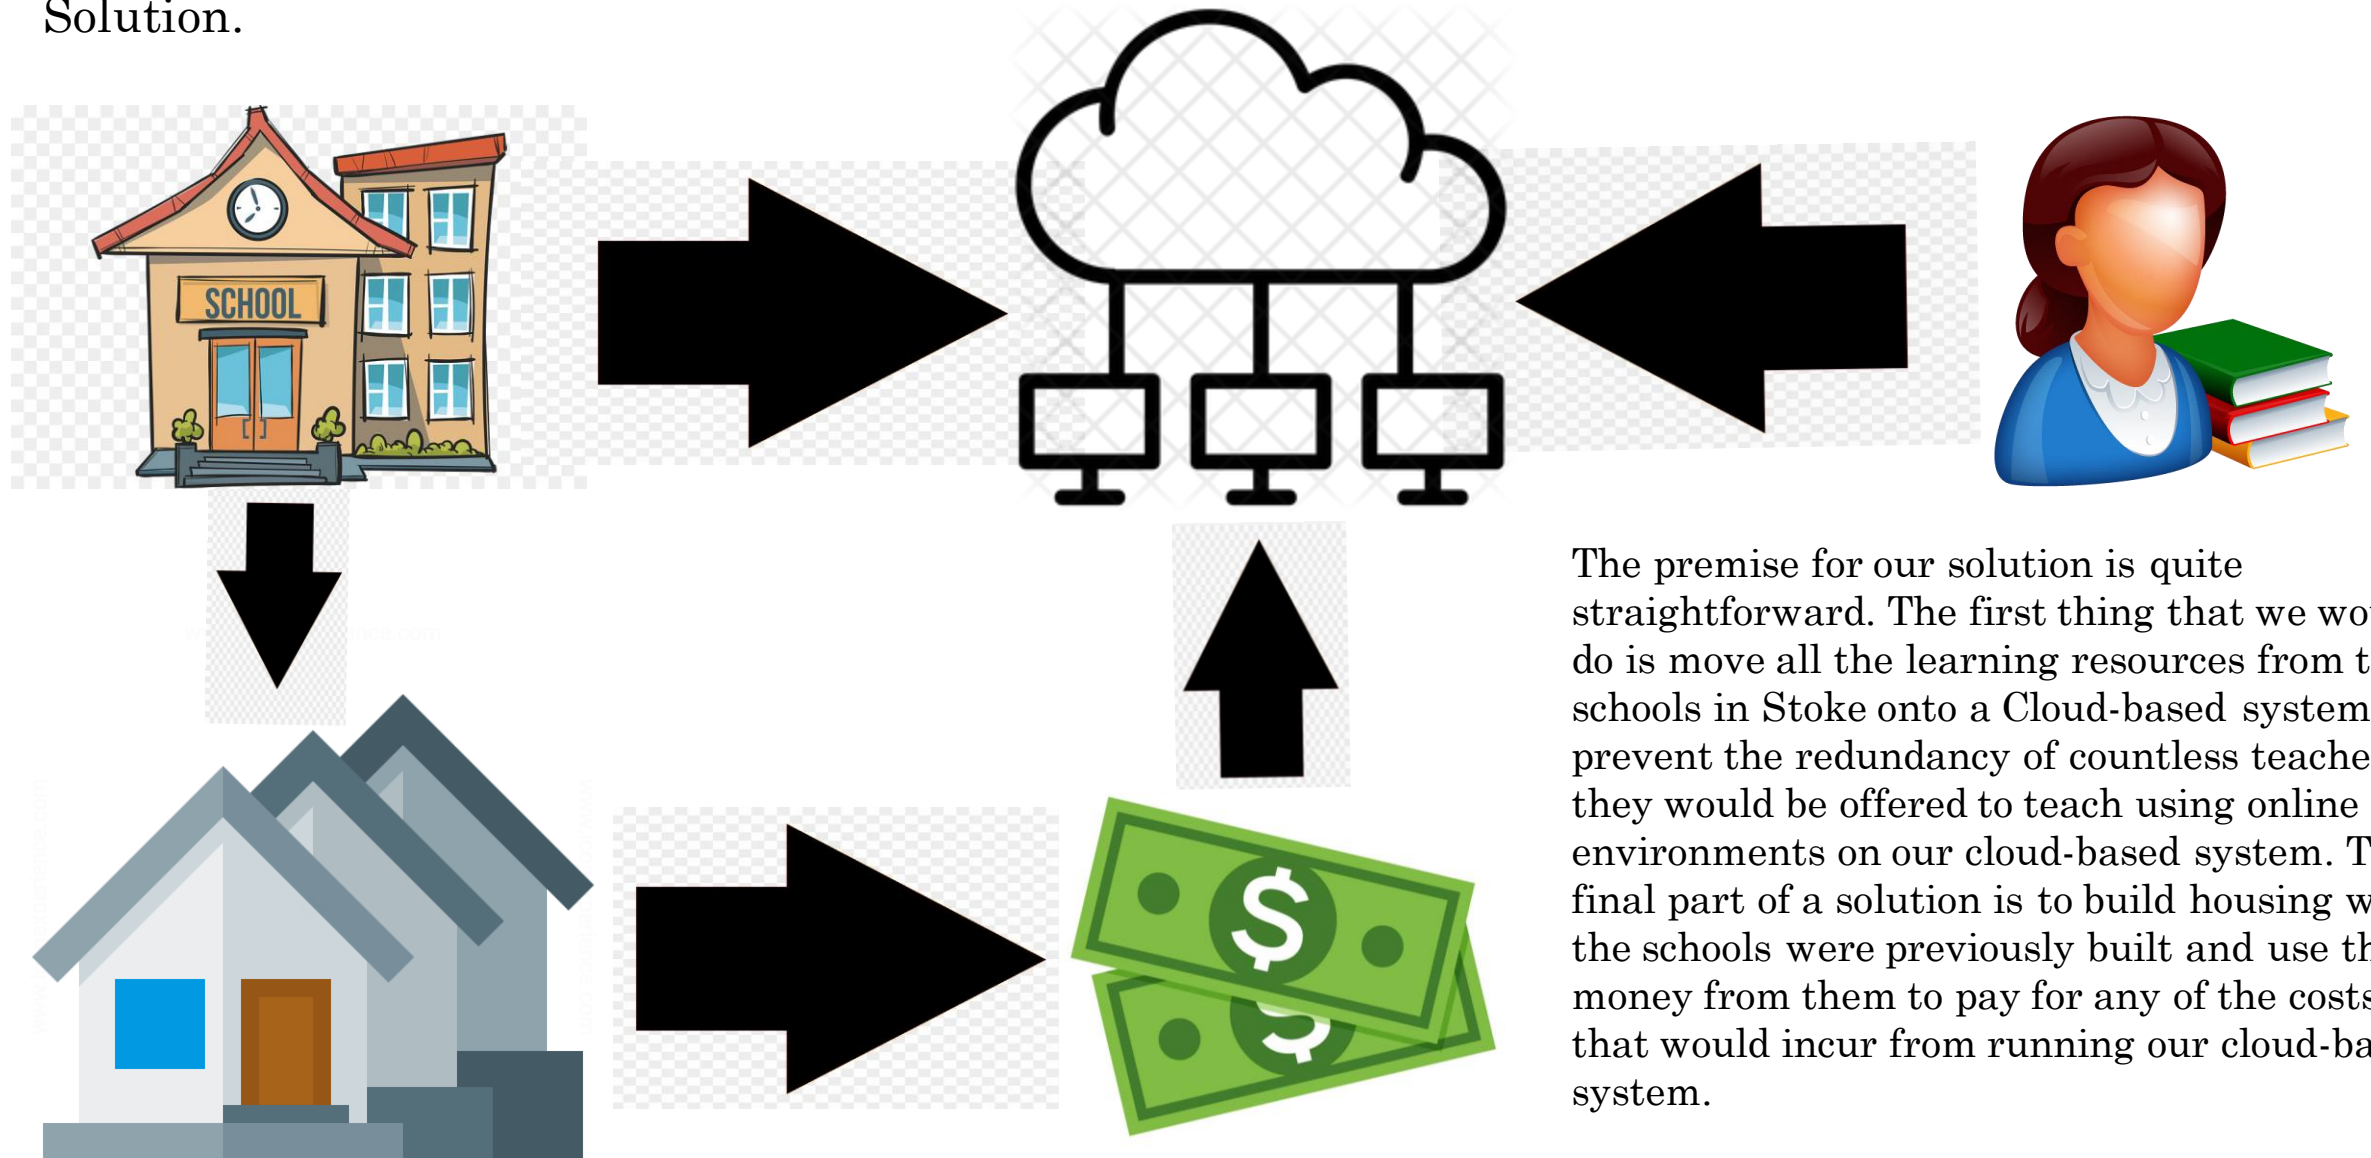 Solution.
SCHOOL
The premise for our solution is quite
straightforward. The first thing that we
do is move all the learning resources from
schools in Stoke onto a Cloud-based system
prevent the redundancy of countless
they would be offered to teach using online
environments on our cloud-based system.
final part of a solution is to build housing
the schools were previously built and use
money from them to pay for any of the costs
that would incur from running our
system.